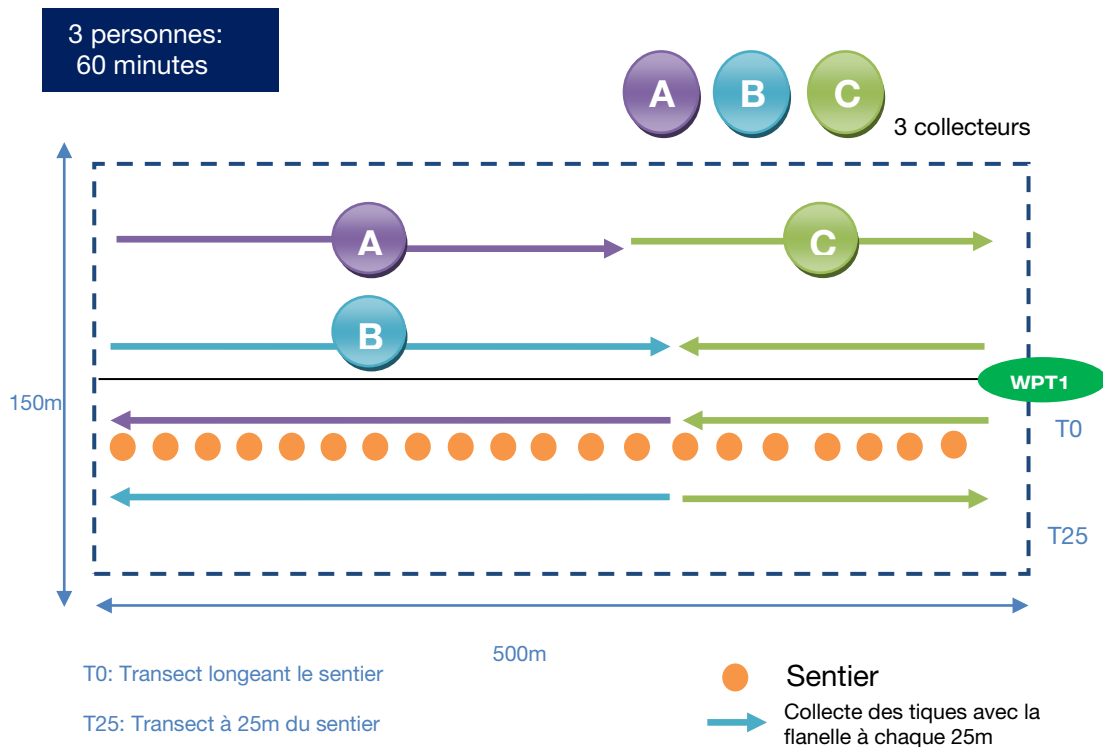 3 personnes:
60 minutes
A
B
C
3 collecteurs
A
C
B
WPT1
150m
T0
T25
500m
T0: Transect longeant le sentier
T25: Transect à 25m du sentier
Sentier
Collecte des tiques avec la
flanelle à chaque 25m